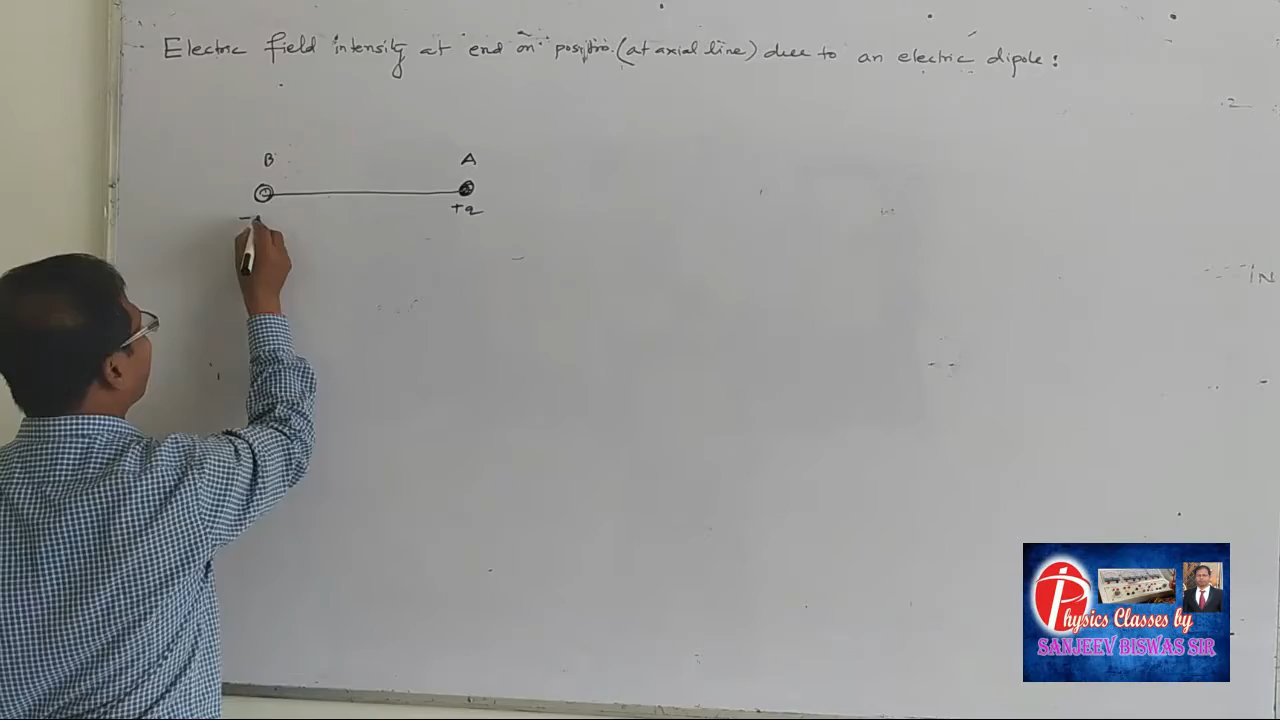 Electric field intensity at end on position (at axial line) due to an electric dipole:
B A
+q
IN
Physics Classes by
SANJEEV BISWAS SIR